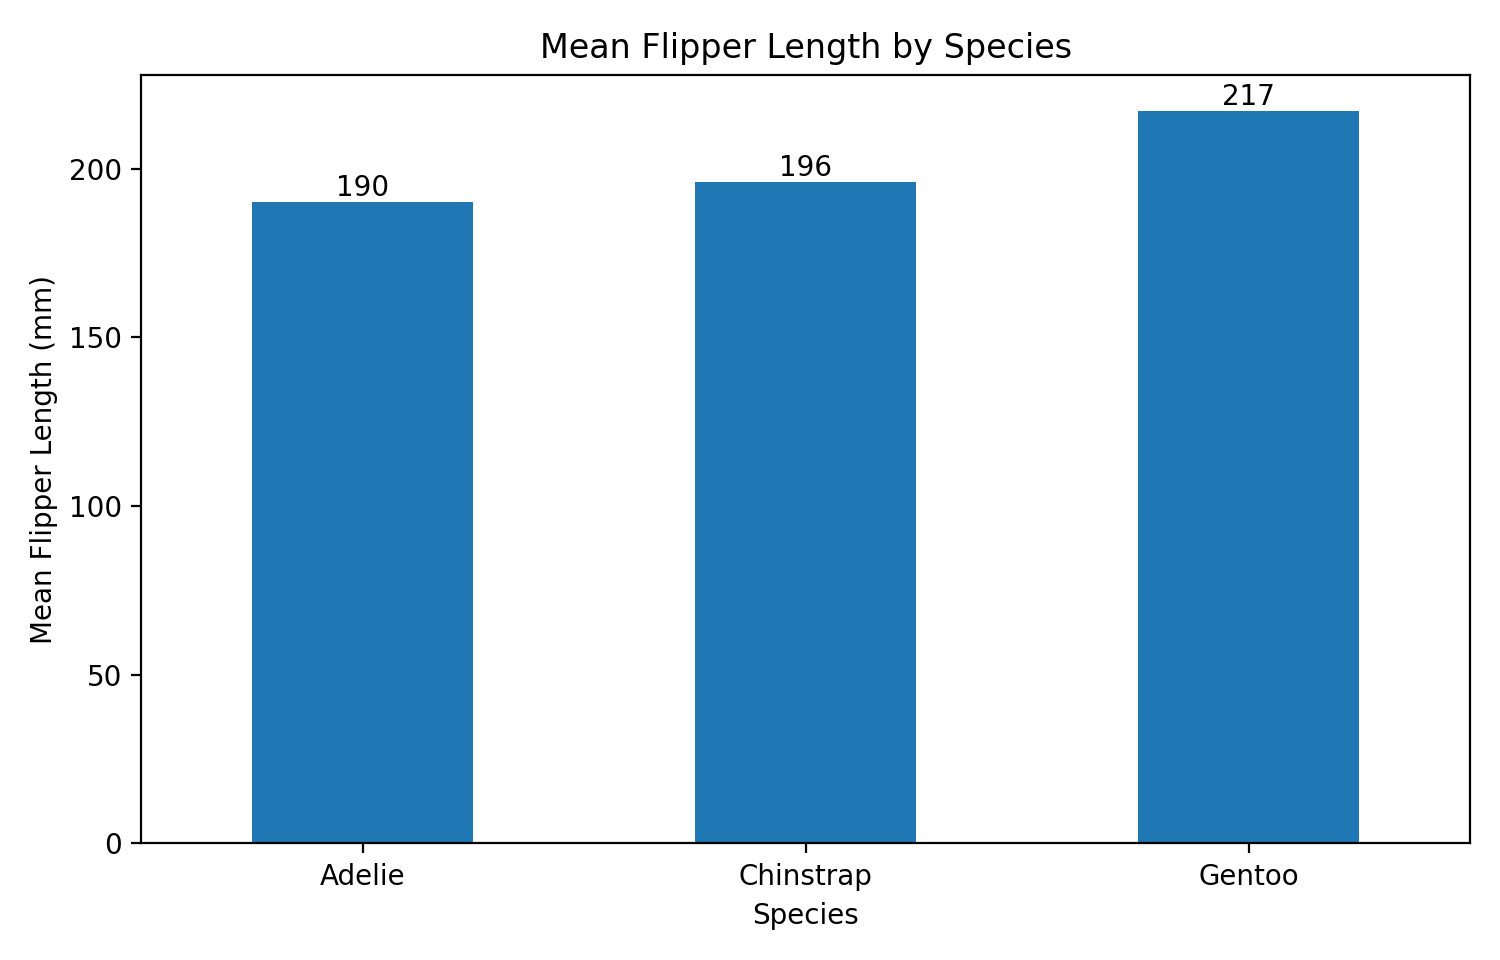 Mean Flipper Length by Species
Mean Flipper Length (mm)
200
150
100
50
0
190
196
217
Adelie
Chinstrap
Gentoo
Species